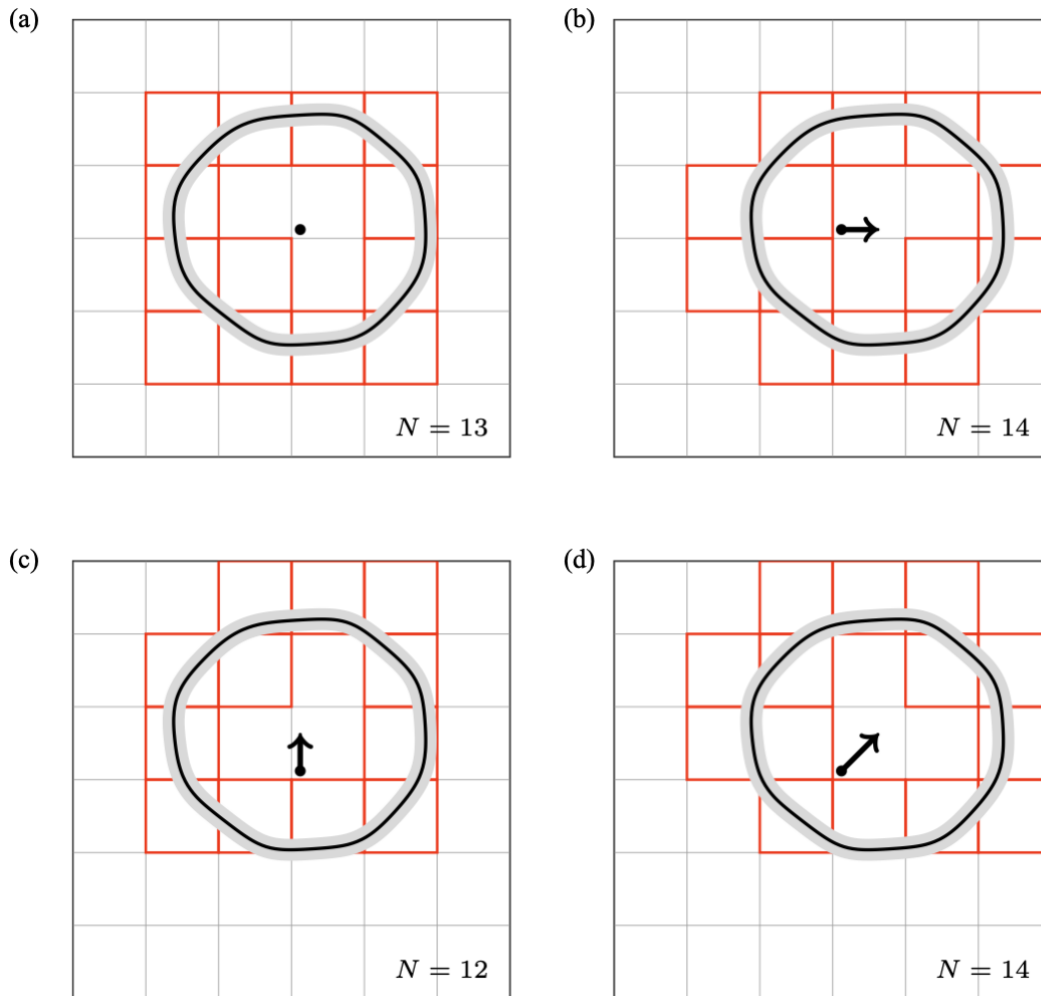 (a)
(b)
N = 13
N = 14
(c)
(d)
N = 12
N = 14